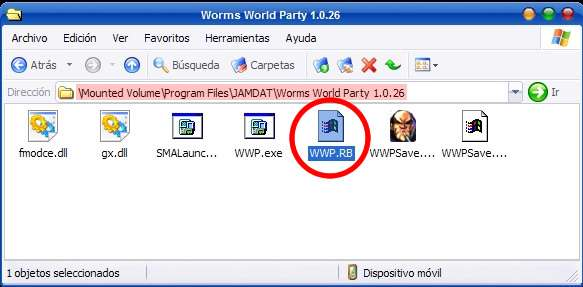 Worms World Party 1.0.26
Archivo Edición Ver Favoritos Herramientas Ayuda
Atrás Búsqueda Carpetas
Dirección \Mounted Volume\Program Files\JAMDAT\Worms World Party 1.0.26 Ir
fmodce.dll gx.dll SMALaunc... WWP.exe WWP.RB WWPSave.... WWPSave....
1 objetos seleccionados Dispositivo móvil